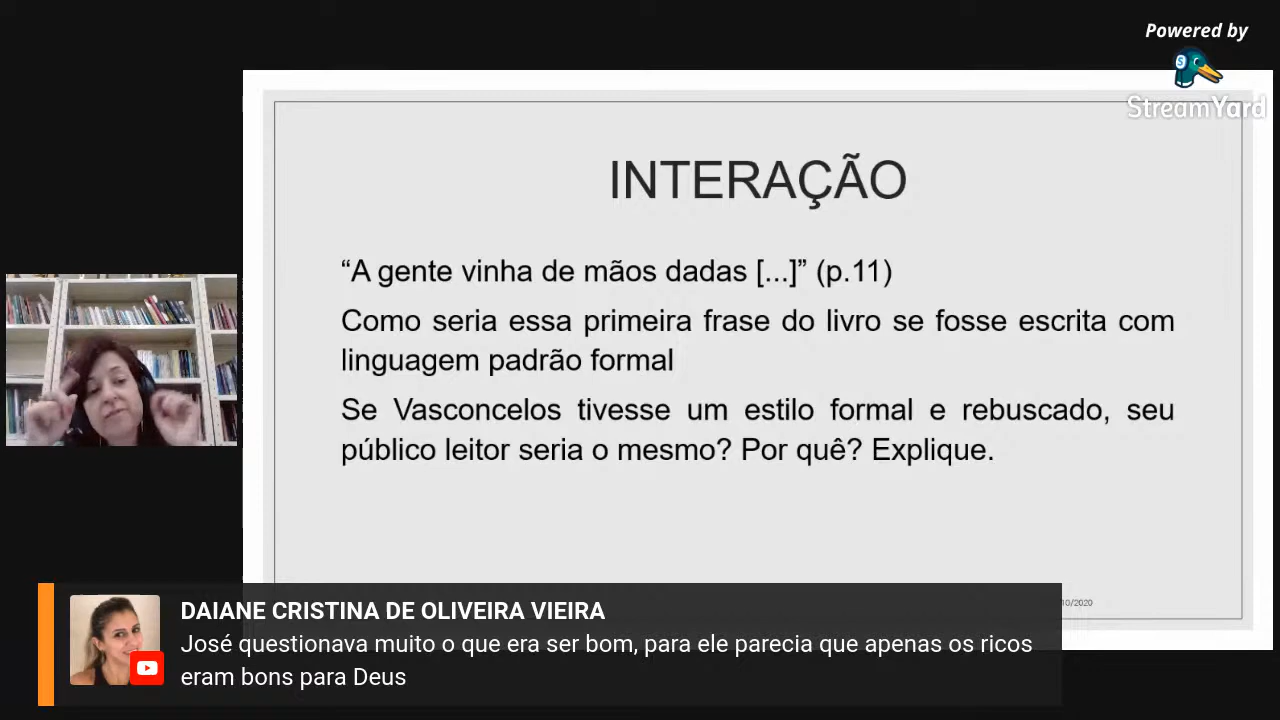 Powered by
StreamYard
INTERAÇÃO
“A gente vinha de mãos dadas [...]” (p.11)
Como seria essa primeira frase do livro se fosse escrita com
linguagem padrão formal
Se Vasconcelos tivesse um estilo formal e rebuscado, seu
público leitor seria o mesmo? Por quê? Explique.
10/2020
DAIANE CRISTINA DE OLIVEIRA VIEIRA
José questionava muito o que era ser bom, para ele parecia que apenas os ricos
eram bons para Deus